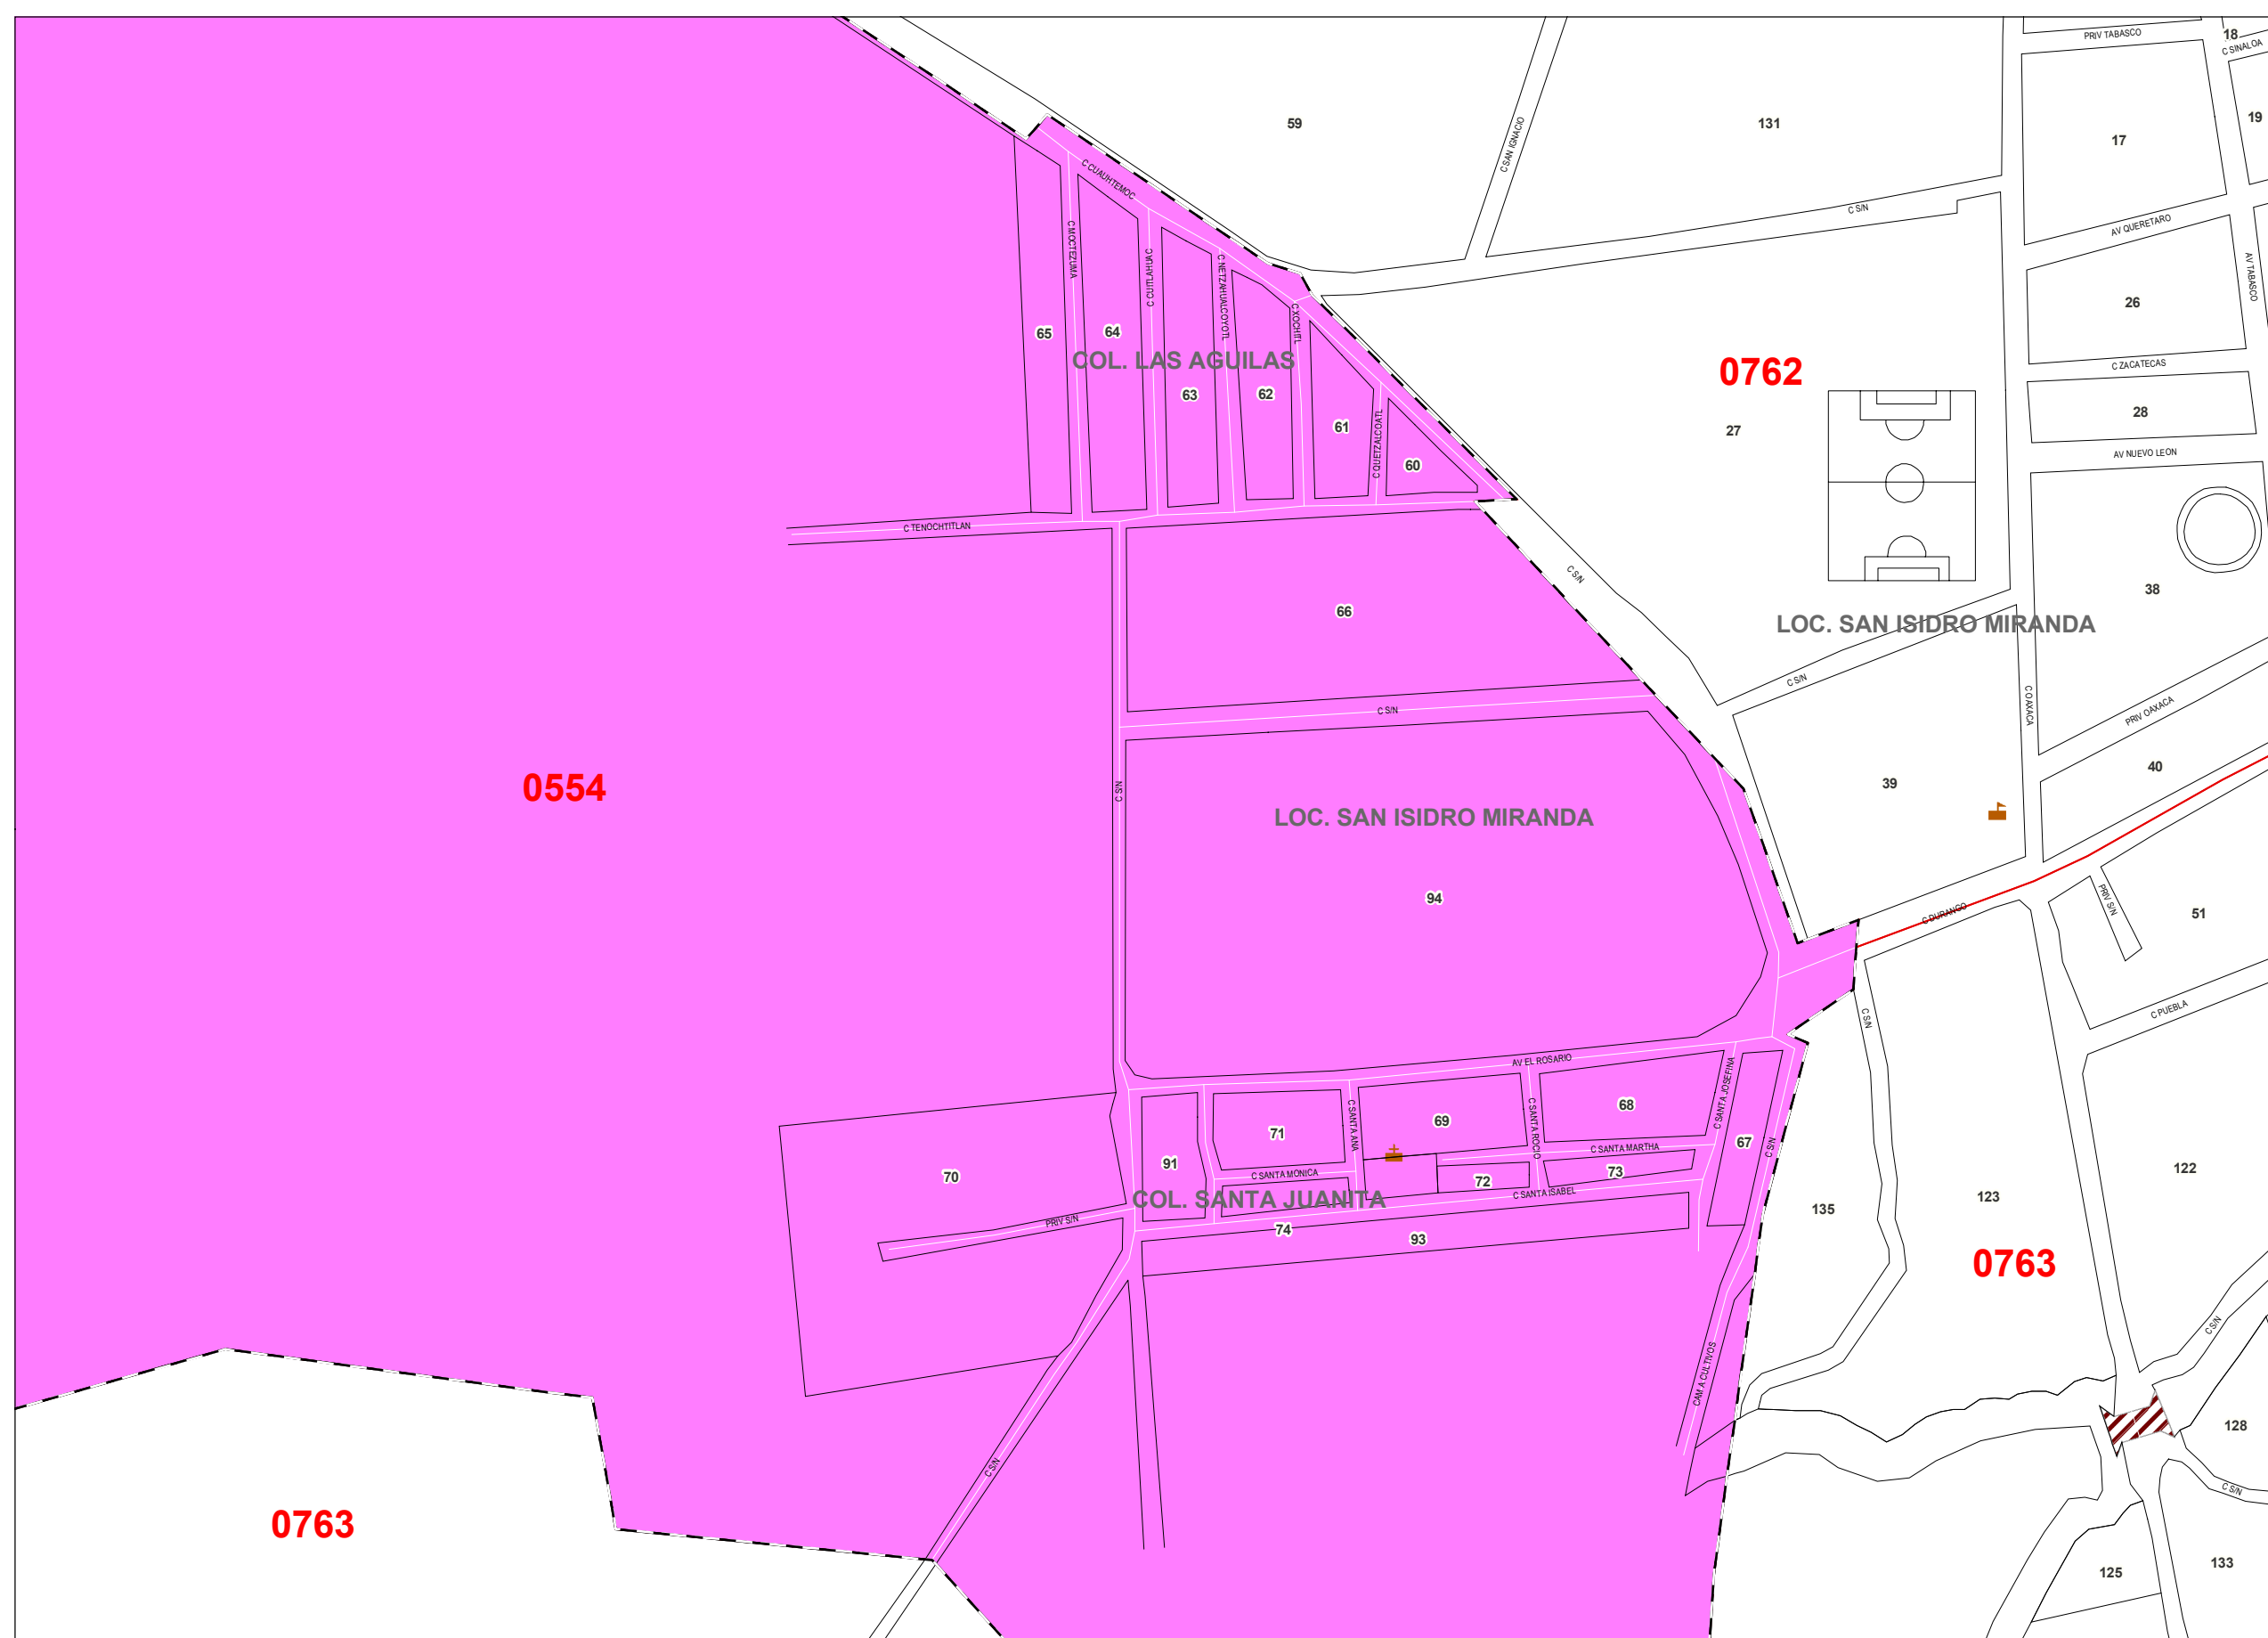 PRIV TABASCO
18
C SINALOA
59
C SAN IGNACIO
131
17
19
C CUAUHTEMOC
C S/N
AV QUERETARO
C MOCTEZUMA
C CUITLAHUAC
C NETZAHUALCOYOTL
C XOCHITL
AV TABASCO
26
65
64
COL. LAS AGUILAS
63
62
61
60
C QUETZALCOATL
0762
27
C ZACATECAS
28
AV NUEVO LEON
C TENOCHTITLAN
C S/N
38
66
LOC. SAN ISIDRO MIRANDA
C S/N
C OAXACA
PRIV OAXACA
C S/N
0554
C S/N
39
40
LOC. SAN ISIDRO MIRANDA
94
PRIV S/N
C DURANGO
51
C PUEBLA
C S/N
AV EL ROSARIO
C SANTA JOSEFINA
C SANTA ANA
C SANTA ROCIO
71
69
68
67
C S/N
C SANTA MARTHA
91
70
C SANTA MONICA
73
72
122
COL. SANTA JUANITA
C SANTA ISABEL
123
135
PRIV S/N
74
93
0763
C S/N
CAM A CULTIVOS
128
C S/N
C S/N
0763
125
133